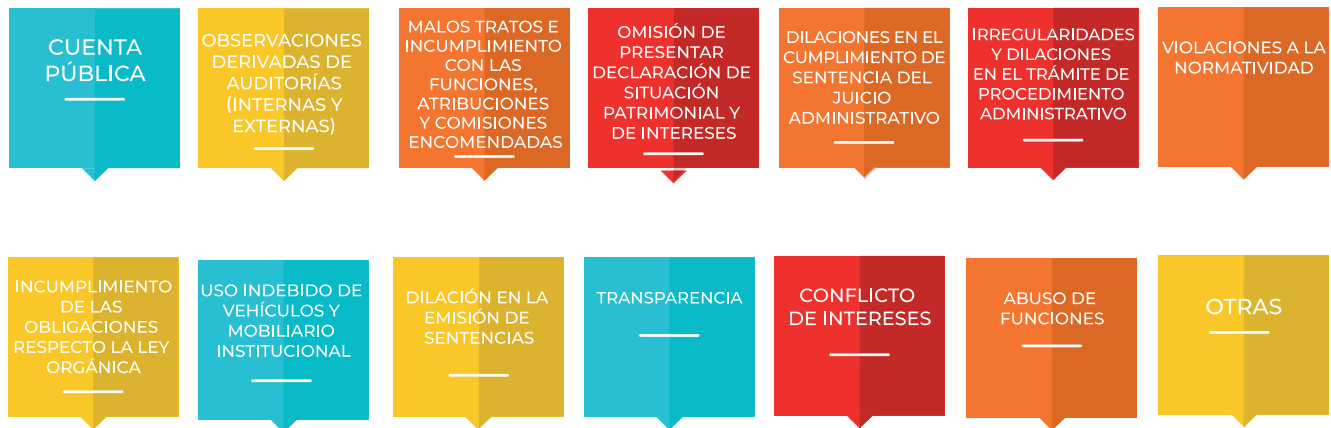 CUENTA
PÚBLICA
OBSERVACIONES
DERIVADAS DE
AUDITORÍAS
(INTERNAS Y
EXTERNAS)
MALOS TRATOS E
INCUMPLIMIENTO
CON LAS
FUNCIONES,
ATRIBUCIONES
Y COMISIONES
ENCOMENDADAS
OMISIÓN DE
PRESENTAR
DECLARACIÓN DE
SITUACIÓN
PATRIMONIAL Y
DE INTERESES
DILACIONES EN EL
CUMPLIMIENTO DE
SENTENCIA DEL
JUICIO
ADMINISTRATIVO
IRREGULARIDADES
Y DILACIONES
EN EL TRÁMITE DE
PROCEDIMIENTO
ADMINISTRATIVO
VIOLACIONES A LA
NORMATIVIDAD
INCUMPLIMIENTO
DE LAS
OBLIGACIONES
RESPECTO LA LEY
ORGÁNICA
USO INDEBIDO DE
VEHÍCULOS Y
MOBILIARIO
INSTITUCIONAL
DILACIÓN EN LA
EMISIÓN DE
SENTENCIAS
TRANSPARENCIA
CONFLICTO
DE INTERESES
ABUSO DE
FUNCIONES
OTRAS